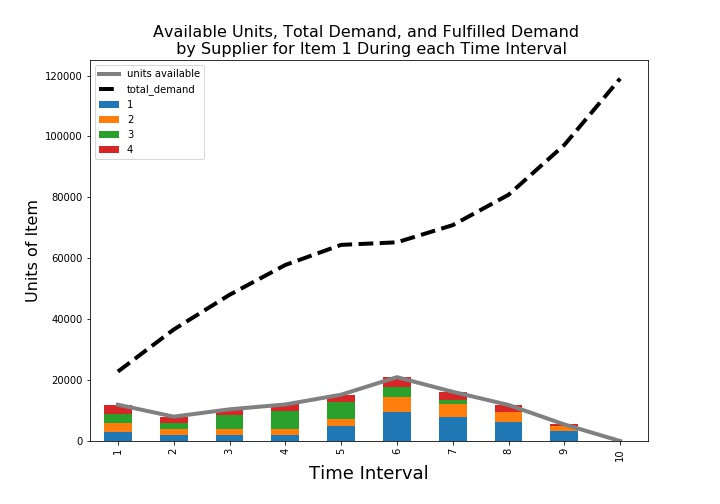 Available Units, Total Demand, and Fulfilled Demand
by Supplier for Item 1 During each Time Interval
units available
total_demand
1
2
3
4
120000
100000
80000
60000
40000
20000
0
Units of Item
1 2 3 4 5 6 7 8 9 10
Time Interval